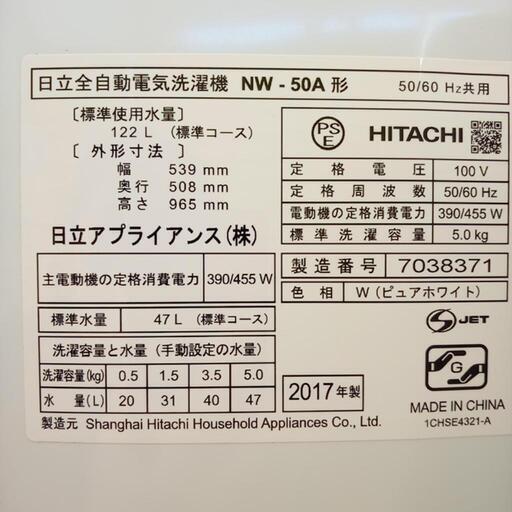 日立全自動電気洗濯機 NW - 50A 形 50/60 Hz共用
〔標準使用水量〕
122 L (標準コース)
〔 外形寸法 〕
幅 539 mm
奥行 508 mm
高さ 965 mm
日立アプライアンス(株)
PS
E
HITACHI
定格電圧 100 V
定格周波数 50/60 Hz
電動機の定格消費電力 390/455 W
標準洗濯容量 5.0 kg
主電動機の定格消費電力 390/455 W
製造番号 7038371
標準水量 47 L (標準コース)
色相 W (ピュアホワイト)
S JET
洗濯容量と水量 (手動設定の水量)
洗濯容量(kg) 0.5 1.5 3.5 5.0
水 量(L) 20 31 40 47
2017 年製
G
MADE IN CHINA
製造元 Shanghai Hitachi Household Appliances Co., Ltd.
1CHSE4321-A